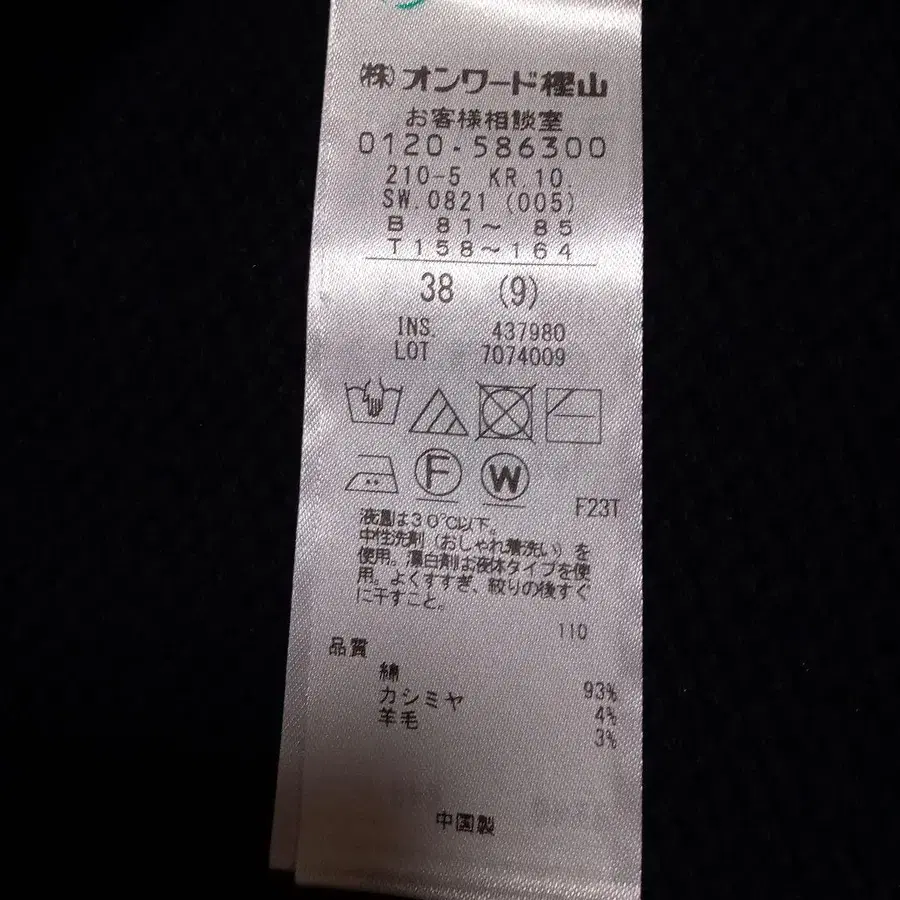 (株)オンワード樫山
お客様相談室
0120-586300
210-5 KR 10.
SW.0821 (005)
B 81～ 85
T158～164
38 (9)
INS. 437980
LOT 7074009
F
W
F23T
液温は30℃以下。
中性洗剤（おしゃれ着洗い）を
使用。漂白剤は液体タイプを使
用。よくすすぎ、絞りの後すぐ
に干すこと。
110
品質
綿 93%
カシミヤ 4%
羊毛 3%
中国製